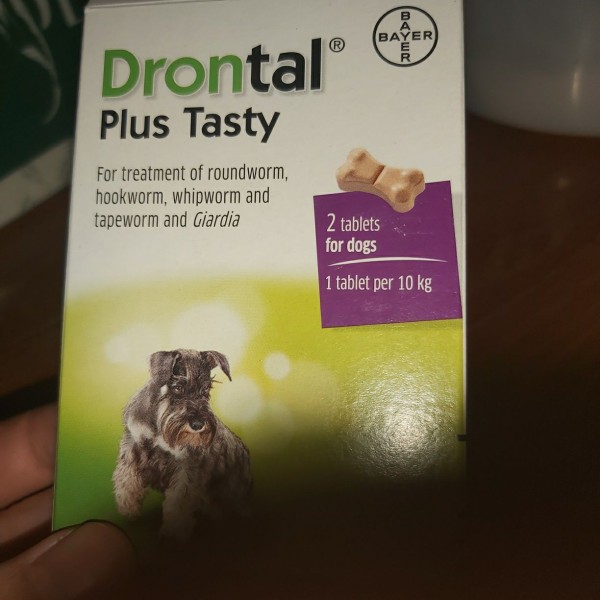 BAYER
BAYER
Drontal®
Plus Tasty
For treatment of roundworm,
hookworm, whipworm and
tapeworm and Giardia
2 tablets
for dogs
1 tablet per 10 kg